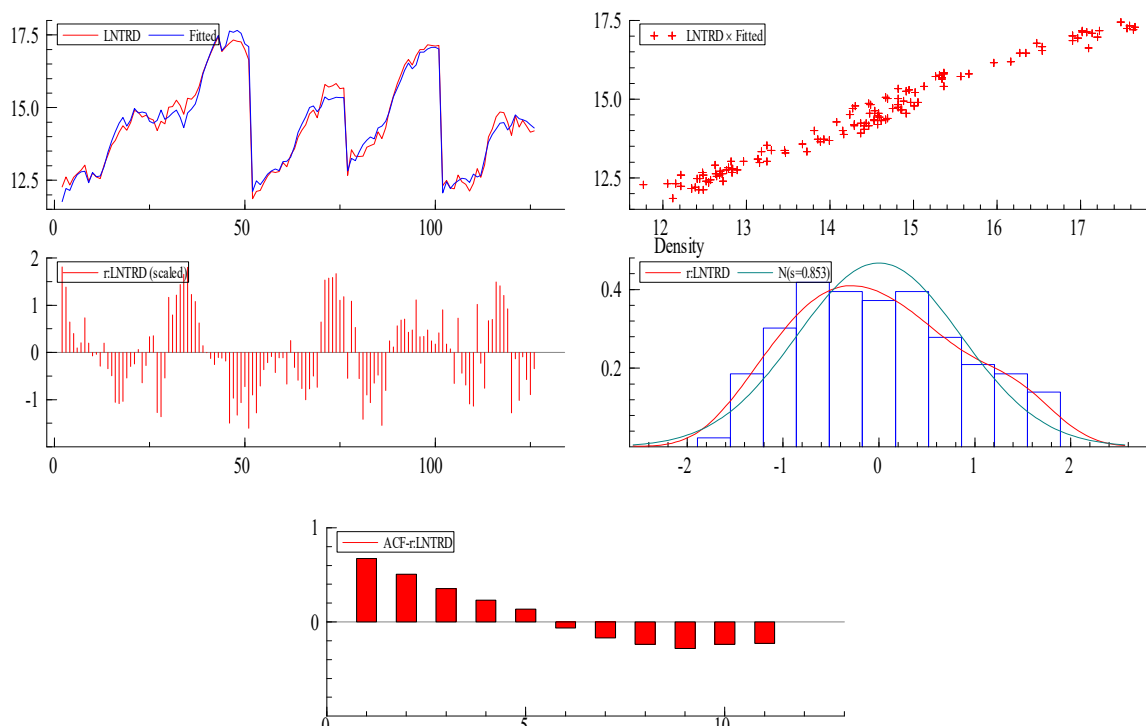 17.5
LNTRD Fitted
15.0
12.5
0 50 100
17.5
LNTRD × Fitted
15.0
12.5
12 13 14 15 16 17
2
r:LNTRD (scaled)
1
0
-1
0 50 100
Density
r:LNTRD N(s=0.853)
0.4
0.2
-2 -1 0 1 2
1
ACF-r:LNTRD
0
0 5 10